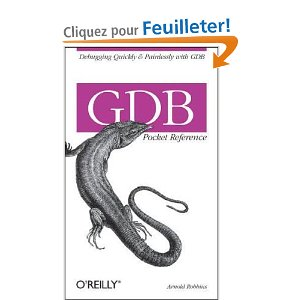 Cliquez pour Feuilleter!
Debugging Quickly & Painlessly with GDB
GDB
Pocket Reference
O'REILLY®
Arnold Robbins